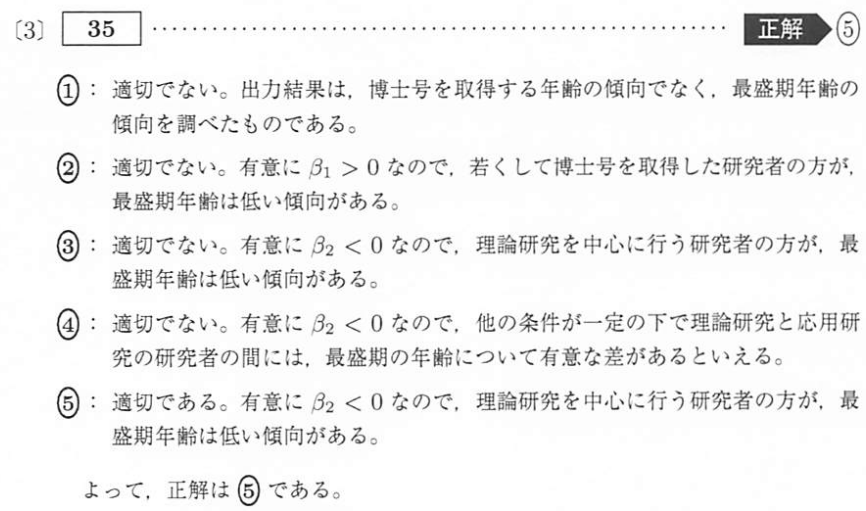 〔3〕 35 ………………………………………………… 正解 ⑤
①： 適切でない。出力結果は，博士号を取得する年齢の傾向でなく，最盛期年齢の
傾向を調べたものである。
②： 適切でない。有意に β₁ > 0 なので，若くして博士号を取得した研究者の方が，
最盛期年齢は低い傾向がある。
③： 適切でない。有意に β₂ < 0 なので，理論研究を中心に行う研究者の方が，最
盛期年齢は低い傾向がある。
④： 適切でない。有意に β₂ < 0 なので，他の条件が一定の下で理論研究と応用研
究の研究者の間には，最盛期の年齢について有意な差があるといえる。
⑤： 適切である。有意に β₂ < 0 なので，理論研究を中心に行う研究者の方が，最
盛期年齢は低い傾向がある。
よって，正解は ⑤ である。